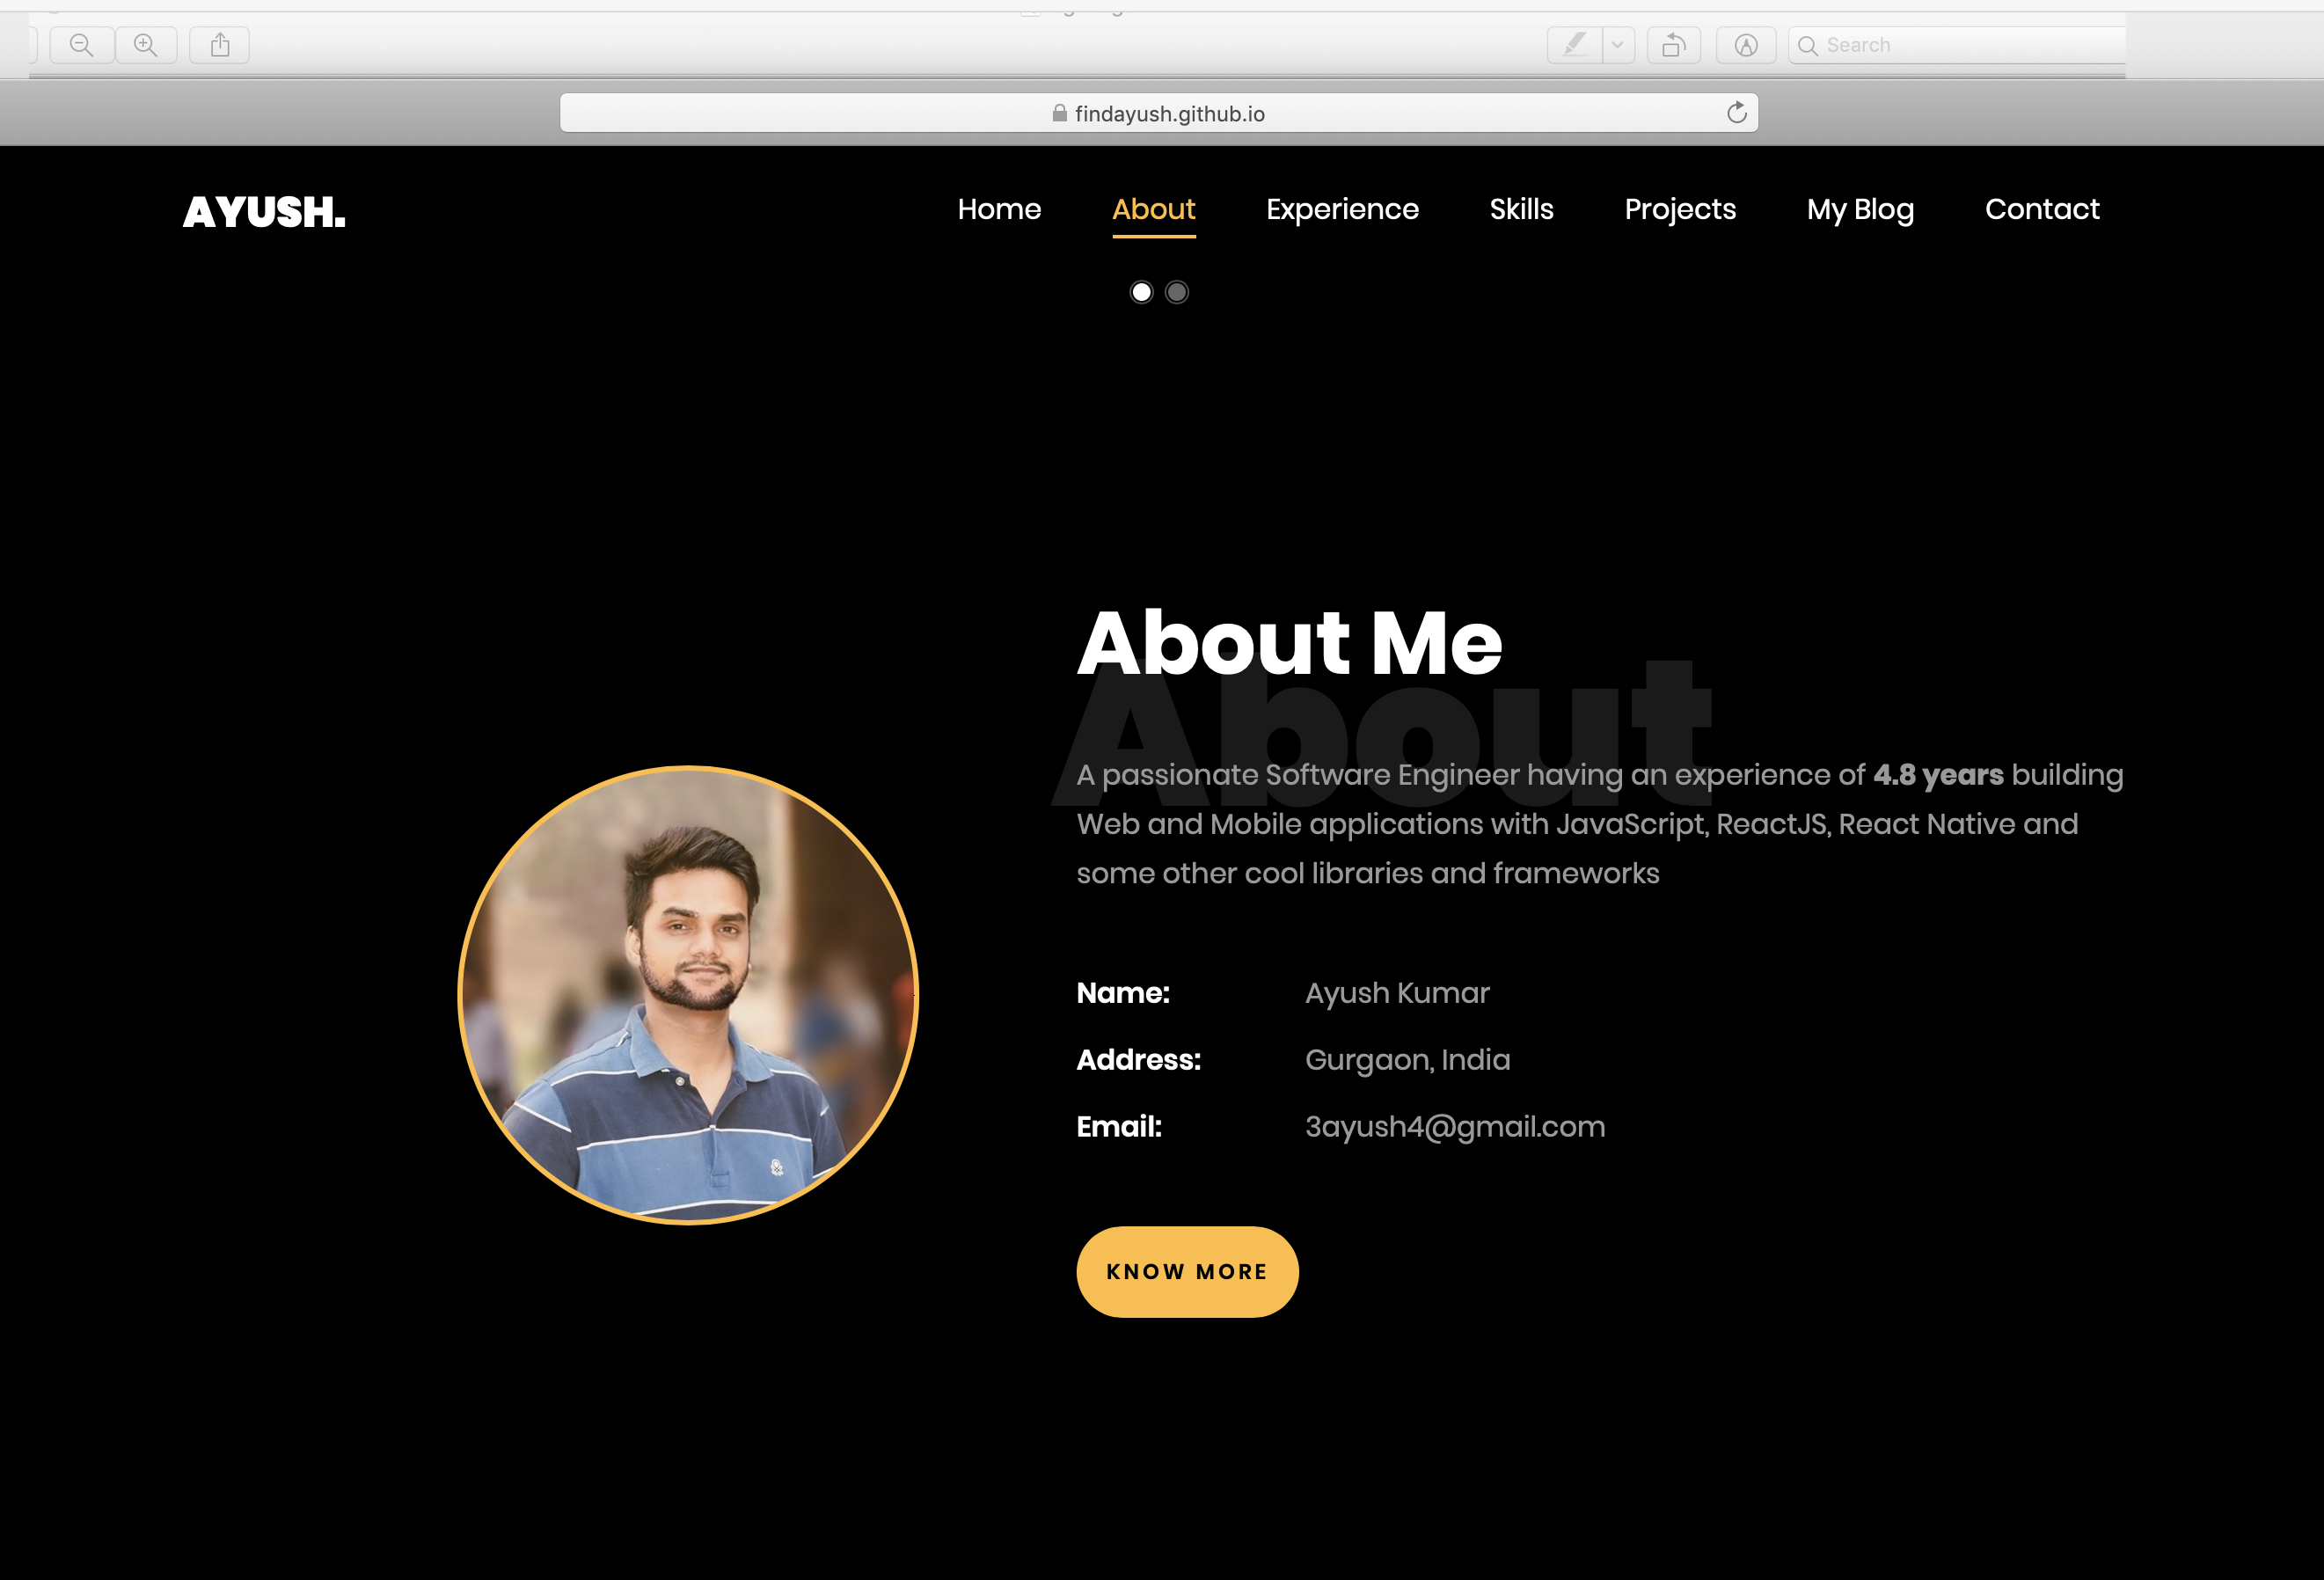 Search
findayush.github.io
AYUSH.
Home About Experience Skills Projects My Blog Contact
About Me
About
A passionate Software Engineer having an experience of 4.8 years building
Web and Mobile applications with JavaScript, ReactJS, React Native and
some other cool libraries and frameworks
Name: Ayush Kumar
Address: Gurgaon, India
Email: 3ayush4@gmail.com
KNOW MORE